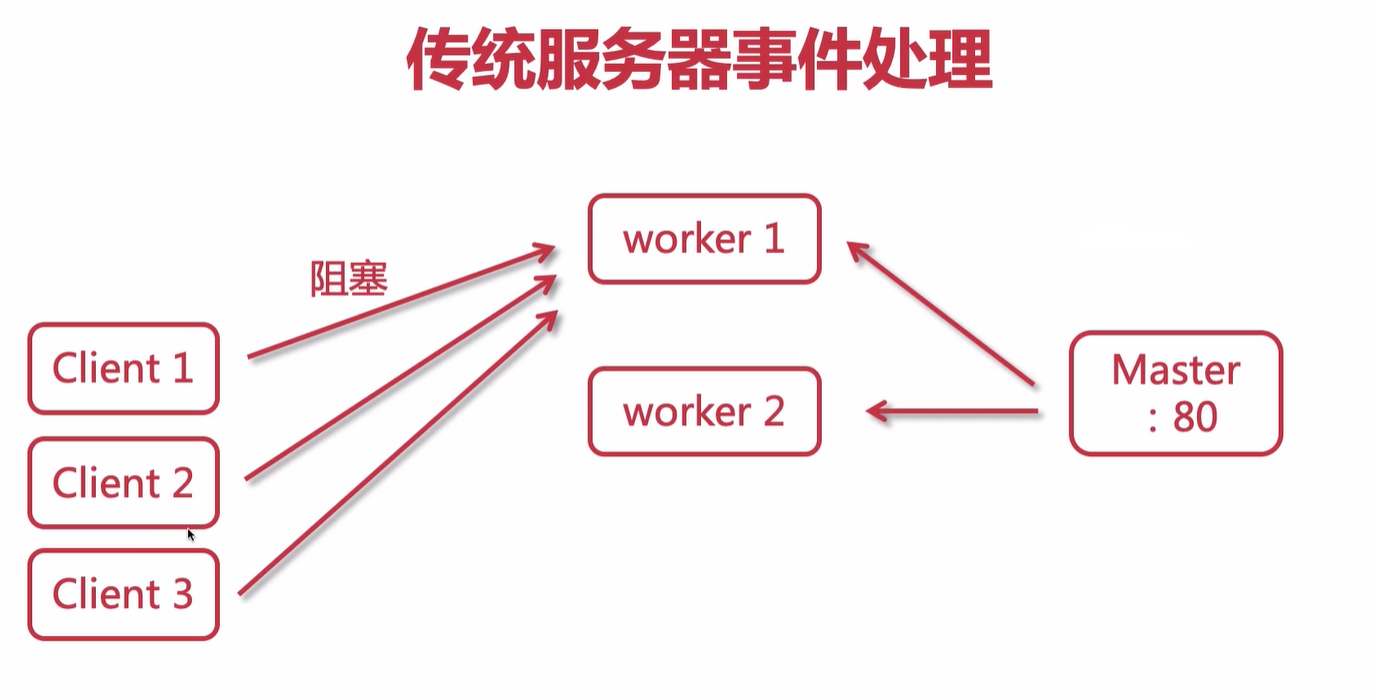 传统服务器事件处理
worker 1
阻塞
Client 1
Master
：80
worker 2
Client 2
Client 3